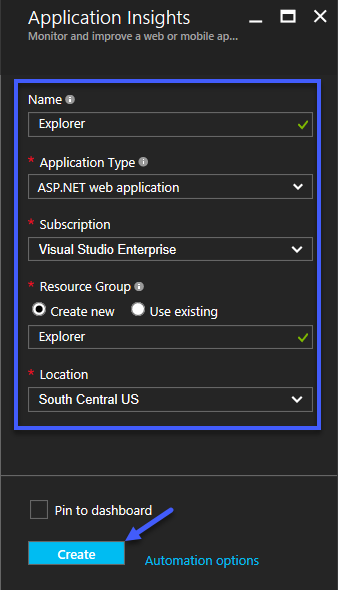 Application Insights
Monitor and improve a web or mobile ap...
Name
Explorer
* Application Type
ASP.NET web application
* Subscription
Visual Studio Enterprise
* Resource Group
Create new Use existing
Explorer
* Location
South Central US
Pin to dashboard
Create
Automation options